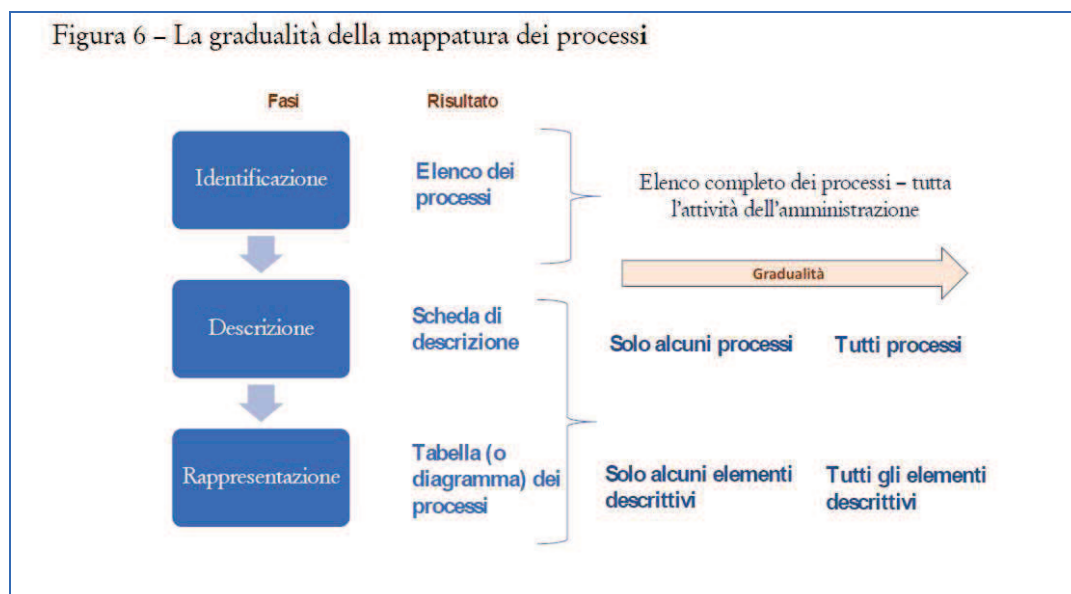 Figura 6 – La gradualità della mappatura dei processi
Fasi
Risultato
Identificazione
Elenco dei
processi
Elenco completo dei processi – tutta
l'attività dell'amministrazione
Gradualità
Descrizione
Scheda di
descrizione
Solo alcuni processi
Tutti processi
Rappresentazione
Tabella (o
diagramma) dei
processi
Solo alcuni elementi
descrittivi
Tutti gli elementi
descrittivi